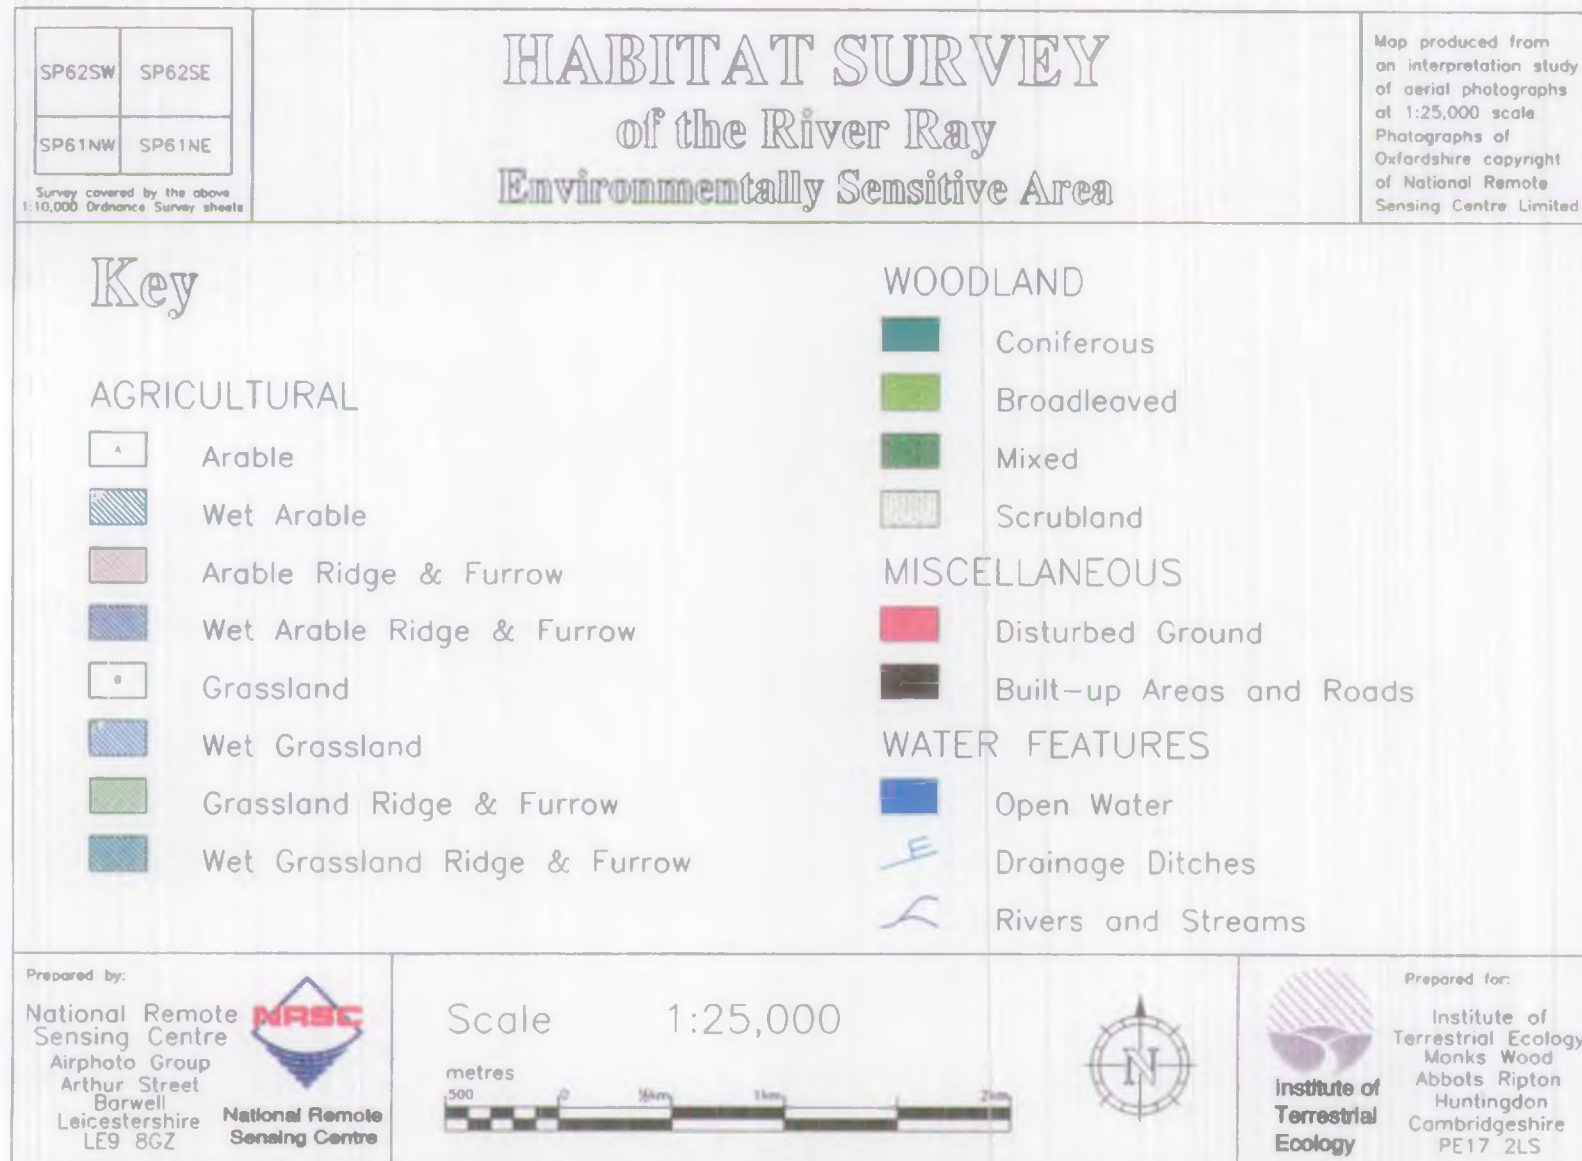 SP62SW SP62SE
SP61NW SP61NE
Survey covered by the above
1:10,000 Ordnance Survey sheets
HABITAT SURVEY
of the River Ray
Environmentally Sensitive Area
Map produced from
an interpretation study
of aerial photographs
at 1:25,000 scale
Photographs of
Oxfordshire copyright
of National Remote
Sensing Centre Limited
Key
AGRICULTURAL
A Arable
Wet Arable
Arable Ridge & Furrow
Wet Arable Ridge & Furrow
G Grassland
Wet Grassland
Grassland Ridge & Furrow
Wet Grassland Ridge & Furrow
WOODLAND
Coniferous
Broadleaved
Mixed
Scrubland
MISCELLANEOUS
Disturbed Ground
Built-up Areas and Roads
WATER FEATURES
Open Water
E Drainage Ditches
Rivers and Streams
Prepared by:
National Remote
Sensing Centre
Airphoto Group
Arthur Street
Barwell
Leicestershire
LE9 8GZ
NRSC
National Remote
Sensing Centre
Scale 1:25,000
metres
500 0 ½km 1km 2km
N
Institute of
Terrestrial
Ecology
Prepared for:
Institute of
Terrestrial Ecology
Monks Wood
Abbots Ripton
Huntingdon
Cambridgeshire
PE17 2LS